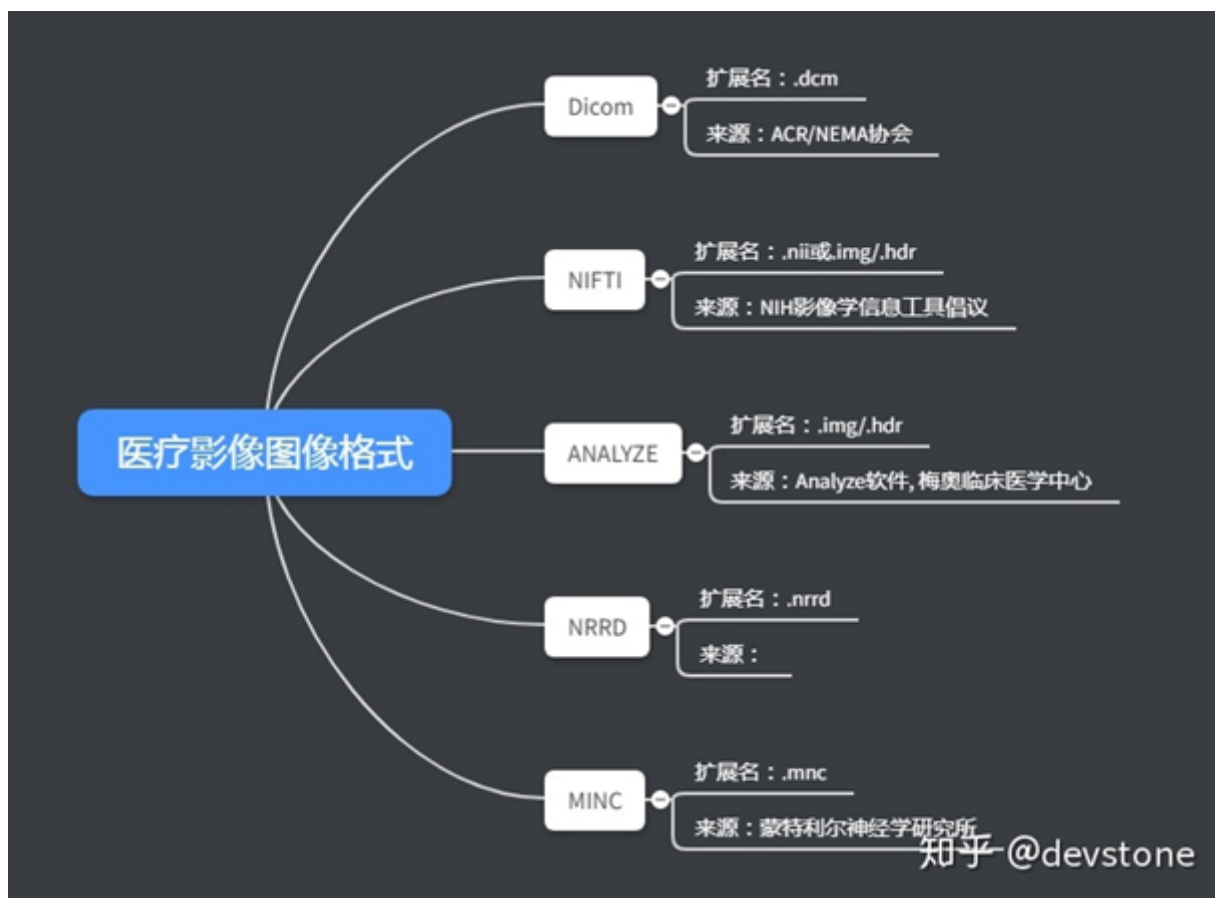 Dicom
扩展名：.dcm
来源：ACR/NEMA协会
NIFTI
扩展名：.nii或.img/.hdr
来源：NIH影像学信息工具倡议
医疗影像图像格式
ANALYZE
扩展名：.img/.hdr
来源：Analyze软件, 梅奥临床医学中心
NRRD
扩展名：.nrrd
来源：
MINC
扩展名：.mnc
来源：蒙特利尔神经学研究所
知乎 @devstone